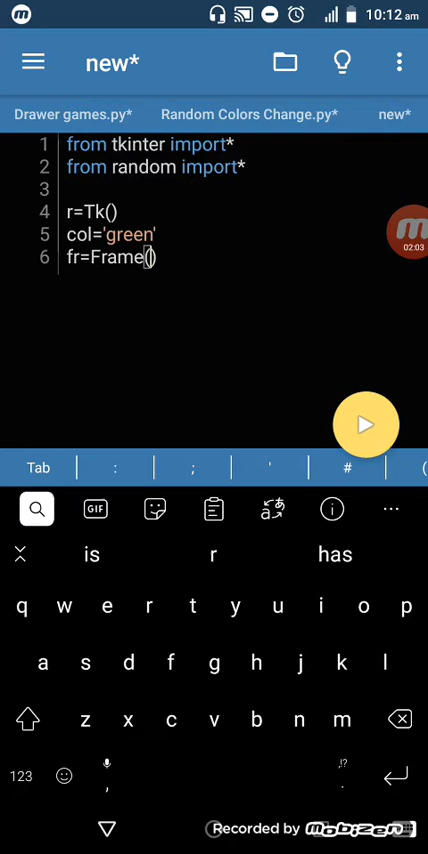 10:12 am
new*
Drawer games.py* Random Colors Change.py* new*
1 from tkinter import*
2 from random import*
3
4 r=Tk()
5 col='green'
6 fr=Frame()
02:03
Tab : ; ' # (
GIF
is r has
q w e r t y u i o p
a s d f g h j k l
z x c v b n m
123 , ,!? .
Recorded by mobizen